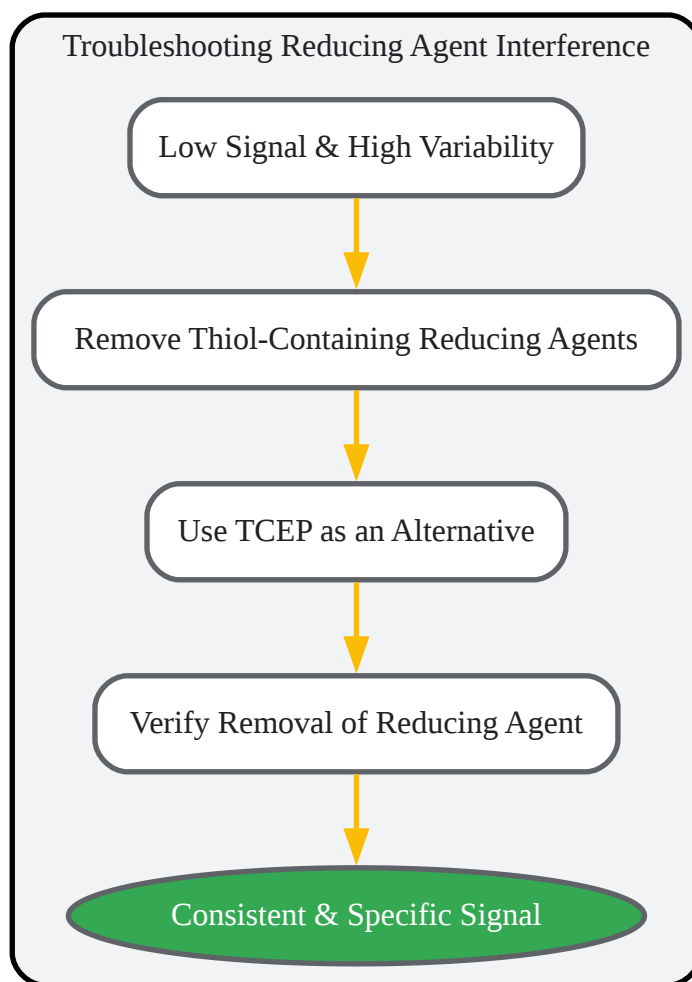 Troubleshooting Reducing Agent Interference
Low Signal & High Variability
Remove Thiol-Containing Reducing Agents
Use TCEP as an Alternative
Verify Removal of Reducing Agent
Consistent & Specific Signal